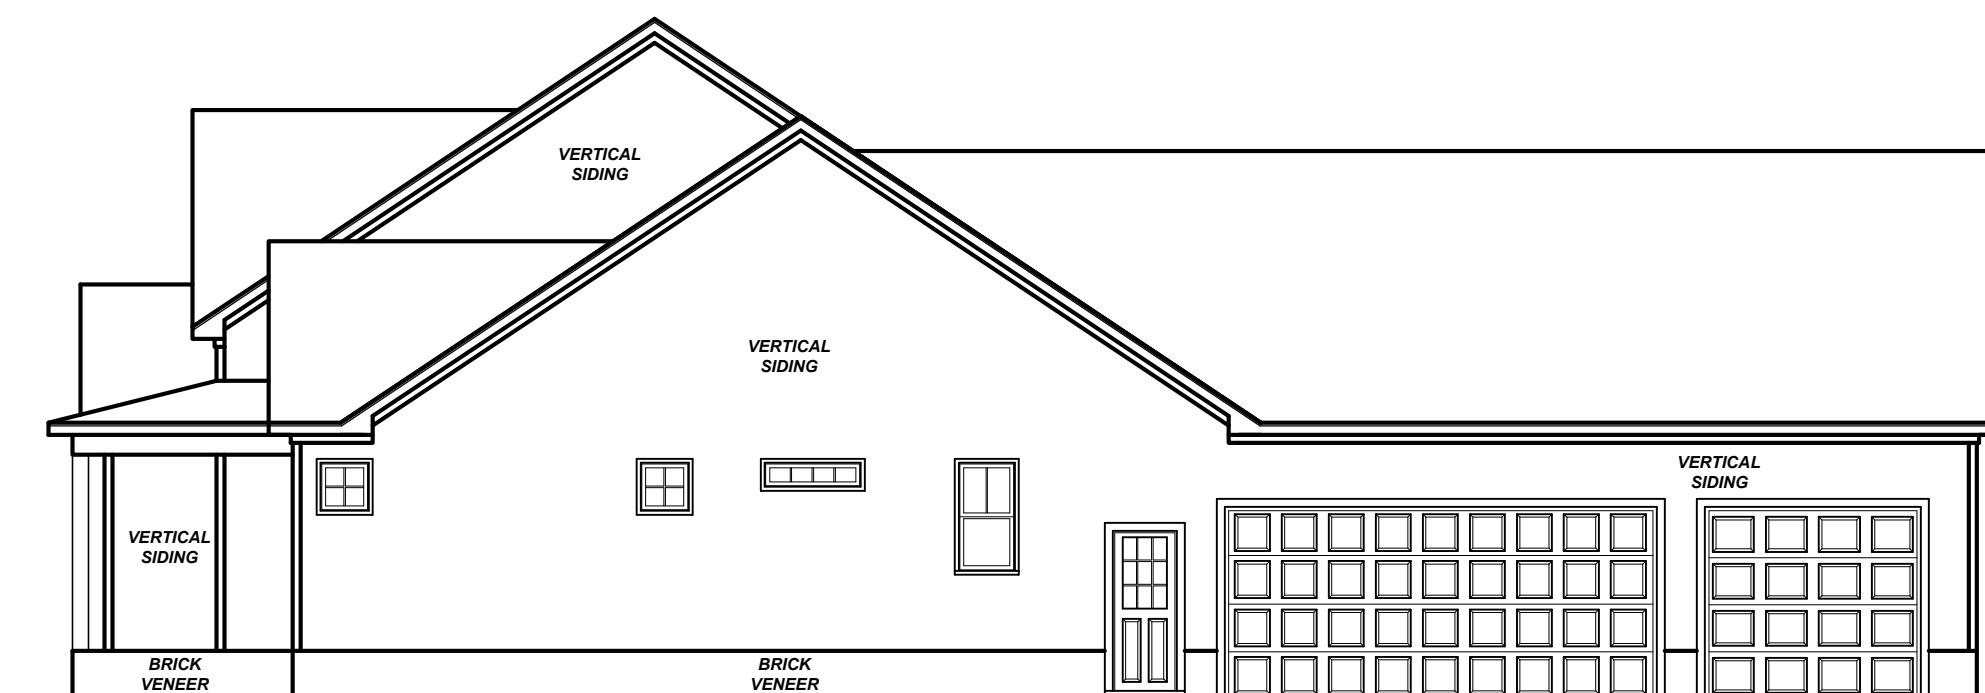 VERTICAL
SIDING
VERTICAL
SIDING
VERTICAL
SIDING
VERTICAL
SIDING
BRICK
VENEER
BRICK
VENEER